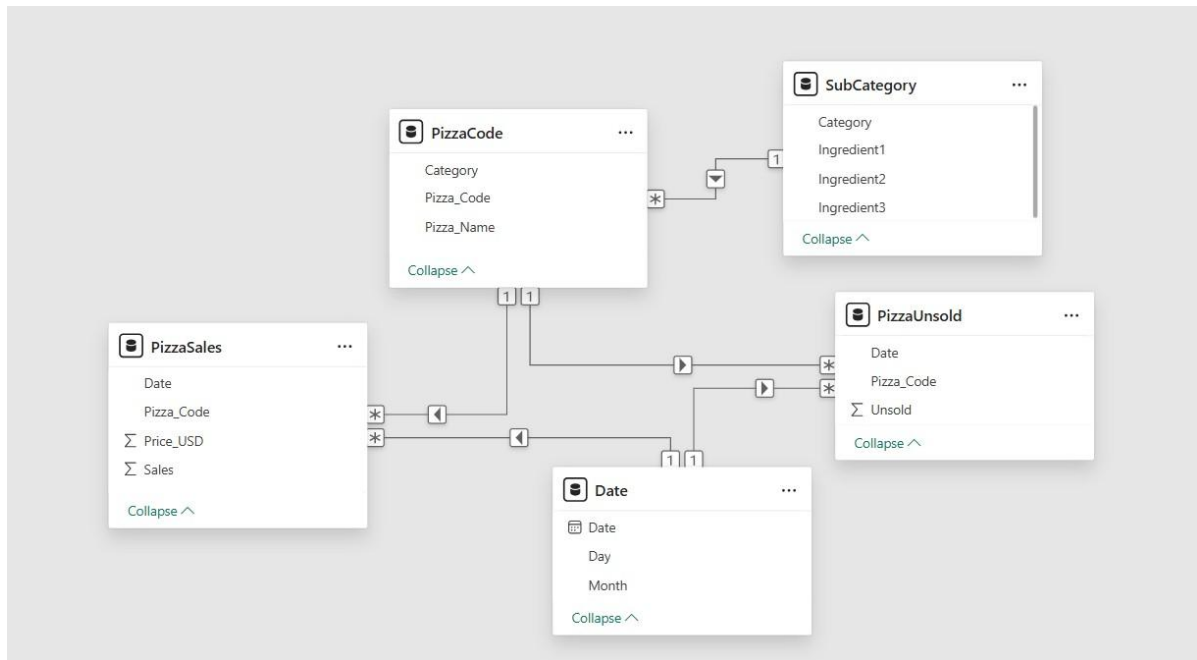 SubCategory
Category
Ingredient1
Ingredient2
Ingredient3
Collapse
PizzaCode
Category
Pizza_Code
Pizza_Name
Collapse
1
*
1 1
PizzaUnsold
Date
Pizza_Code
Σ Unsold
Collapse
*
*
PizzaSales
Date
Pizza_Code
Σ Price_USD
Σ Sales
Collapse
*
*
1 1
Date
Date
Day
Month
Collapse